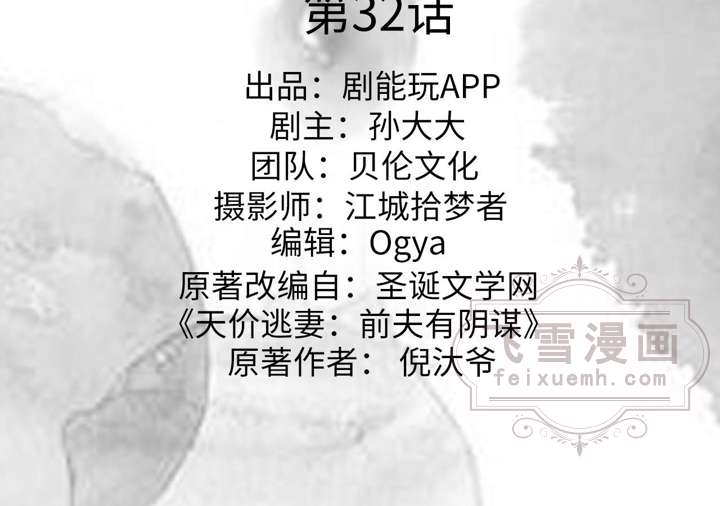 第32话
出品：剧能玩APP
剧主：孙大大
团队：贝伦文化
摄影师：江城拾梦者
编辑：Ogya
原著改编自：圣诞文学网
《天价逃妻：前夫有阴谋》
原著作者： 倪汏爷
飞雪漫画
feixuemh.com